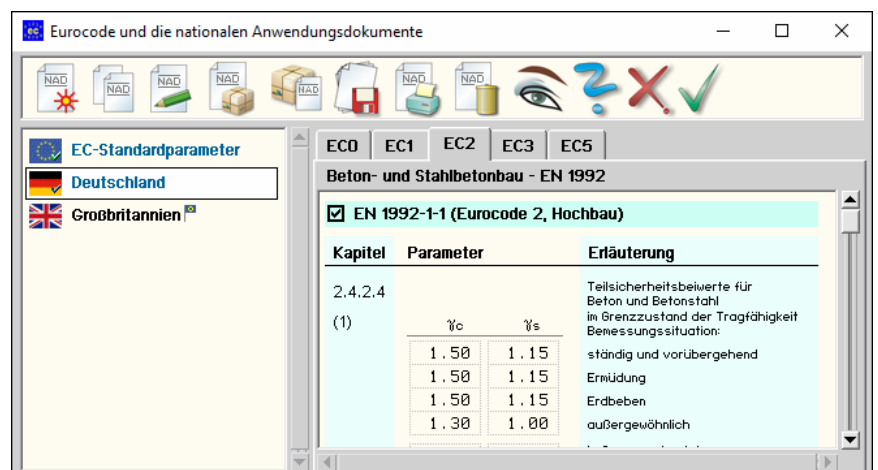 ec Eurocode und die nationalen Anwendungsdokumente
NAD NAD NAD NAD NAD NAD NAD
EC-Standardparameter
Deutschland
Großbritannien
EC0 EC1 EC2 EC3 EC5
Beton- und Stahlbetonbau - EN 1992
EN 1992-1-1 (Eurocode 2, Hochbau)
Kapitel Parameter Erläuterung
2.4.2.4
(1)
γc γs
Teilsicherheitsbeiwerte für
Beton und Betonstahl
im Grenzzustand der Tragfähigkeit
Bemessungssituation:
1.50 1.15 ständig und vorübergehend
1.50 1.15 Ermüdung
1.50 1.15 Erdbeben
1.30 1.00 außergewöhnlich